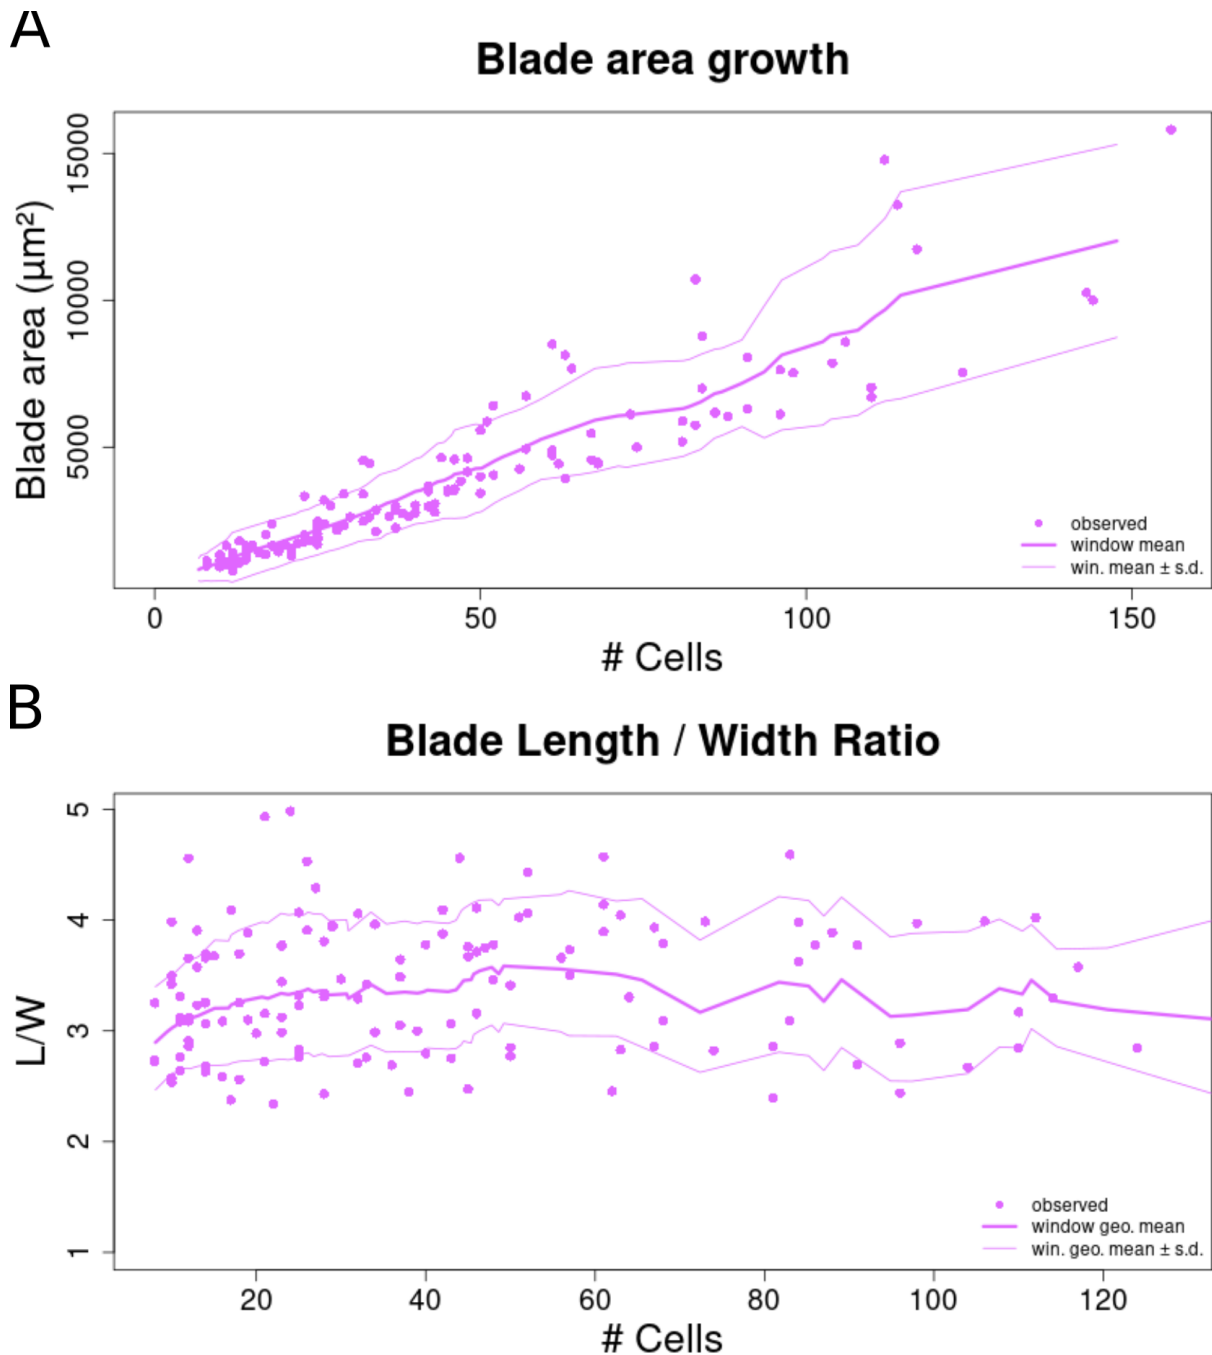 A
Blade area growth
Blade area (µm²)
15000
10000
5000
observed
window mean
win. mean ± s.d.
0 50 100 150
# Cells
B
Blade Length / Width Ratio
L/W
5
4
3
2
1
observed
window geo. mean
win. geo. mean ± s.d.
20 40 60 80 100 120
# Cells